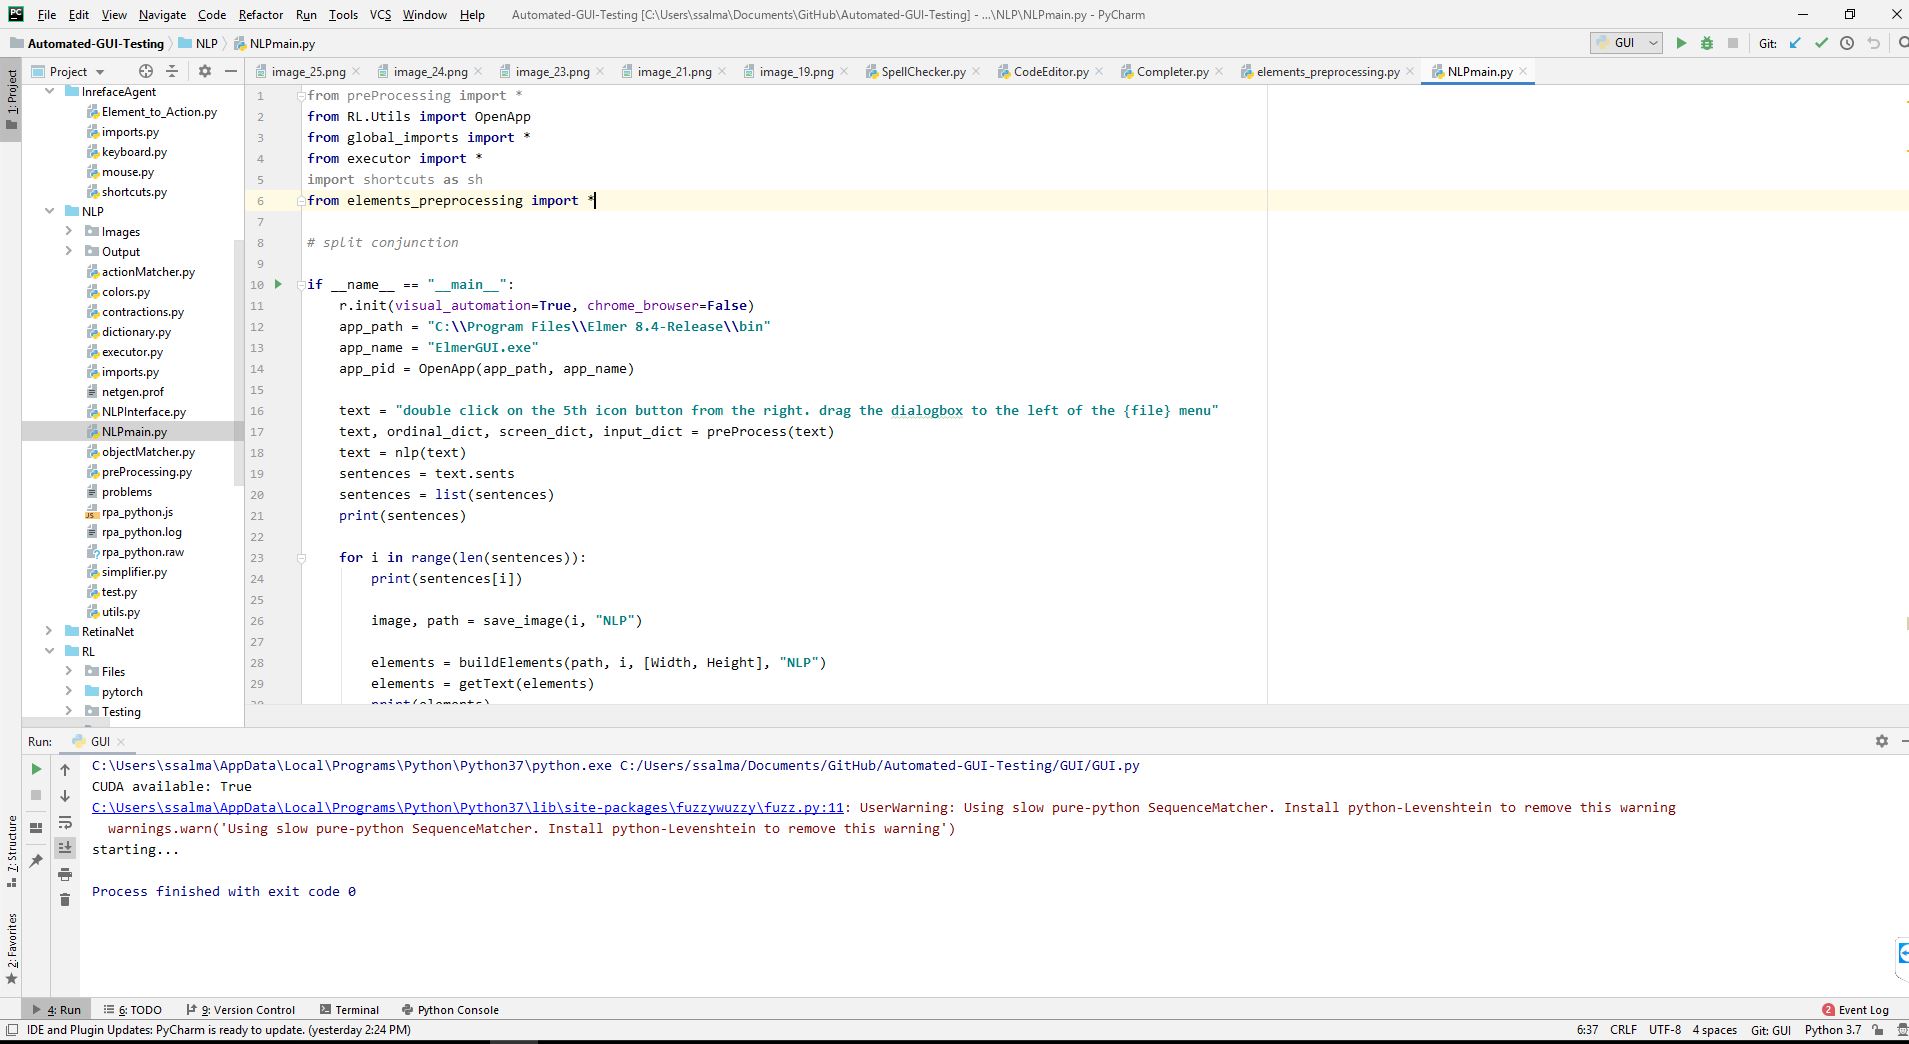 PC File Edit View Navigate Code Refactor Run Tools VCS Window Help Automated-GUI-Testing [C:\Users\ssalma\Documents\GitHub\Automated-GUI-Testing] - ...\NLP\NLPmain.py - PyCharm
Automated-GUI-Testing NLP NLPmain.py GUI Git:
1: Project
Project
image_25.png image_24.png image_23.png image_21.png image_19.png SpellChecker.py CodeEditor.py Completer.py elements_preprocessing.py NLPmain.py
InrefaceAgent
Element_to_Action.py
imports.py
keyboard.py
mouse.py
shortcuts.py
NLP
Images
Output
actionMatcher.py
colors.py
contractions.py
dictionary.py
executor.py
imports.py
netgen.prof
NLPInterface.py
NLPmain.py
objectMatcher.py
preProcessing.py
problems
rpa_python.js
rpa_python.log
rpa_python.raw
simplifier.py
test.py
utils.py
RetinaNet
RL
Files
pytorch
Testing
1 from preProcessing import *
2 from RL.Utils import OpenApp
3 from global_imports import *
4 from executor import *
5 import shortcuts as sh
6 from elements_preprocessing import *
7
8 # split conjunction
9
10 if __name__ == "__main__":
11 r.init(visual_automation=True, chrome_browser=False)
12 app_path = "C:\\Program Files\\Elmer 8.4-Release\\bin"
13 app_name = "ElmerGUI.exe"
14 app_pid = OpenApp(app_path, app_name)
15
16 text = "double click on the 5th icon button from the right. drag the dialogbox to the left of the {file} menu"
17 text, ordinal_dict, screen_dict, input_dict = preProcess(text)
18 text = nlp(text)
19 sentences = text.sents
20 sentences = list(sentences)
21 print(sentences)
22
23 for i in range(len(sentences)):
24 print(sentences[i])
25
26 image, path = save_image(i, "NLP")
27
28 elements = buildElements(path, i, [Width, Height], "NLP")
29 elements = getText(elements)
30 print(elements)
Run: GUI
C:\Users\ssalma\AppData\Local\Programs\Python\Python37\python.exe C:/Users/ssalma/Documents/GitHub/Automated-GUI-Testing/GUI/GUI.py
CUDA available: True
C:\Users\ssalma\AppData\Local\Programs\Python\Python37\lib\site-packages\fuzzywuzzy\fuzz.py:11: UserWarning: Using slow pure-python SequenceMatcher. Install python-Levenshtein to remove this warning
warnings.warn('Using slow pure-python SequenceMatcher. Install python-Levenshtein to remove this warning')
starting...
Process finished with exit code 0
7: Structure
2: Favorites
4: Run 6: TODO 9: Version Control Terminal Python Console 2 Event Log
IDE and Plugin Updates: PyCharm is ready to update. (yesterday 2:24 PM) 6:37 CRLF UTF-8 4 spaces Git: GUI Python 3.7